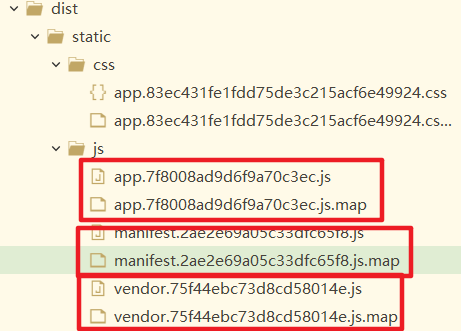 dist
static
css
app.83ec431fe1fdd75de3c215acf6e49924.css
app.83ec431fe1fdd75de3c215acf6e49924.cs...
js
app.7f8008ad9d6f9a70c3ec.js
app.7f8008ad9d6f9a70c3ec.js.map
manifest.2ae2e69a05c33dfc65f8.js
manifest.2ae2e69a05c33dfc65f8.js.map
vendor.75f44ebc73d8cd58014e.js
vendor.75f44ebc73d8cd58014e.js.map